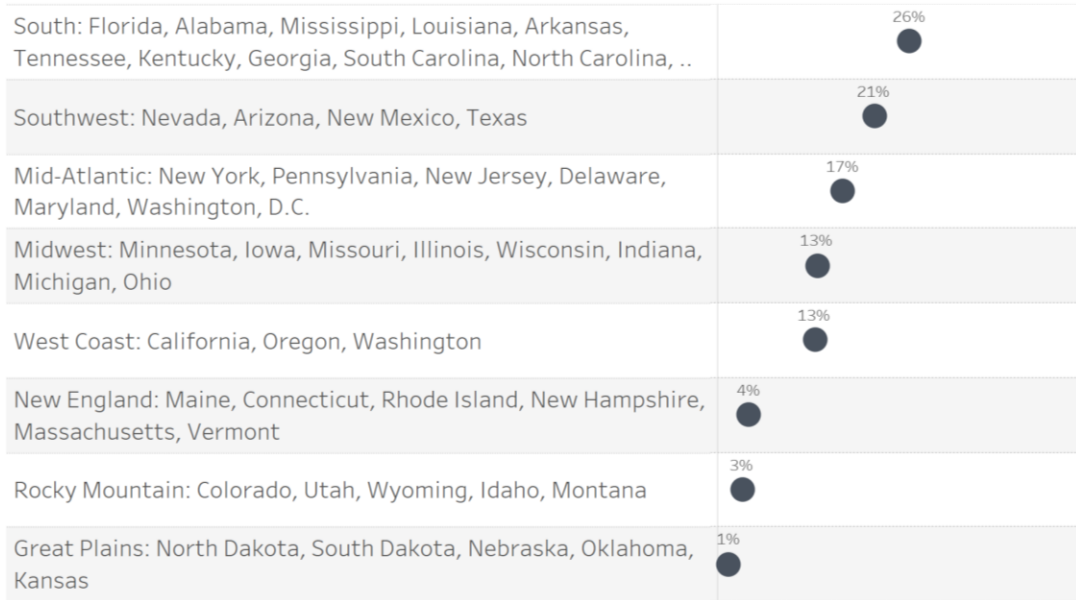 South: Florida, Alabama, Mississippi, Louisiana, Arkansas,
Tennessee, Kentucky, Georgia, South Carolina, North Carolina, ..
26%
Southwest: Nevada, Arizona, New Mexico, Texas
21%
Mid-Atlantic: New York, Pennsylvania, New Jersey, Delaware,
Maryland, Washington, D.C.
17%
Midwest: Minnesota, Iowa, Missouri, Illinois, Wisconsin, Indiana,
Michigan, Ohio
13%
West Coast: California, Oregon, Washington
13%
New England: Maine, Connecticut, Rhode Island, New Hampshire,
Massachusetts, Vermont
4%
Rocky Mountain: Colorado, Utah, Wyoming, Idaho, Montana
3%
Great Plains: North Dakota, South Dakota, Nebraska, Oklahoma,
Kansas
1%